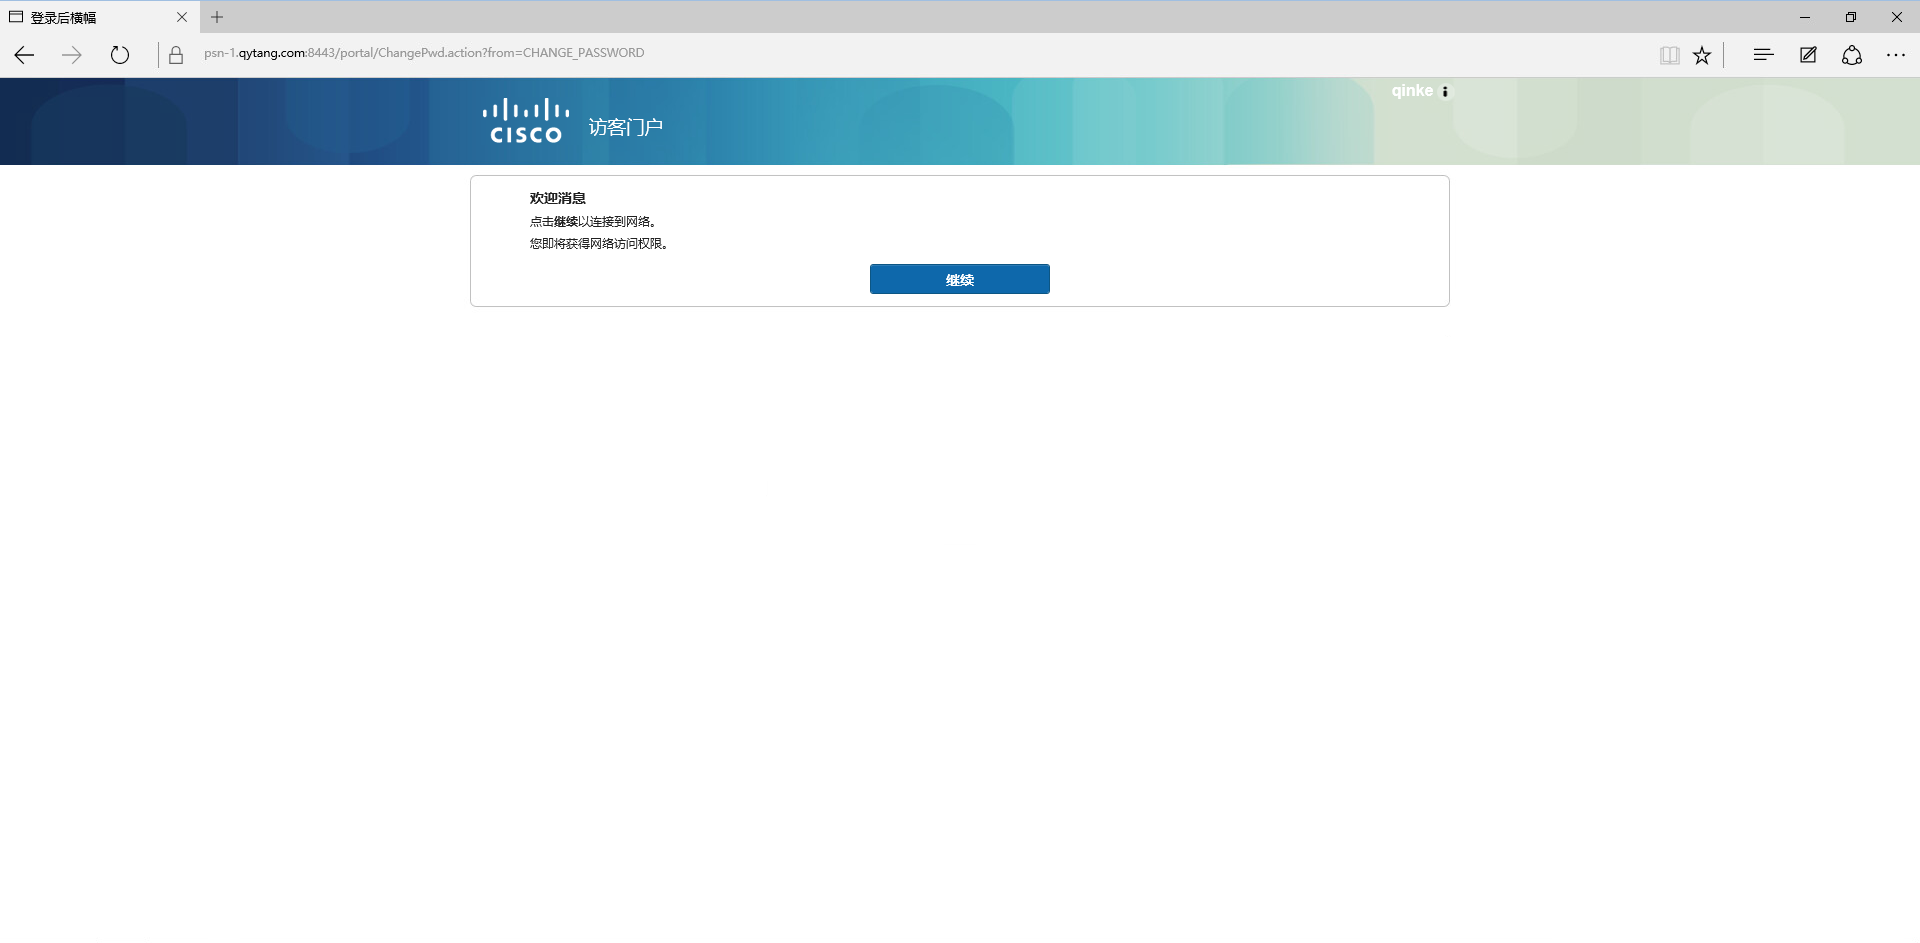 登录后横幅
psn-1.qytang.com:8443/portal/ChangePwd.action?from=CHANGE_PASSWORD
qinke
CISCO 访客门户
欢迎消息
点击继续以连接到网络。
您即将获得网络访问权限。
继续